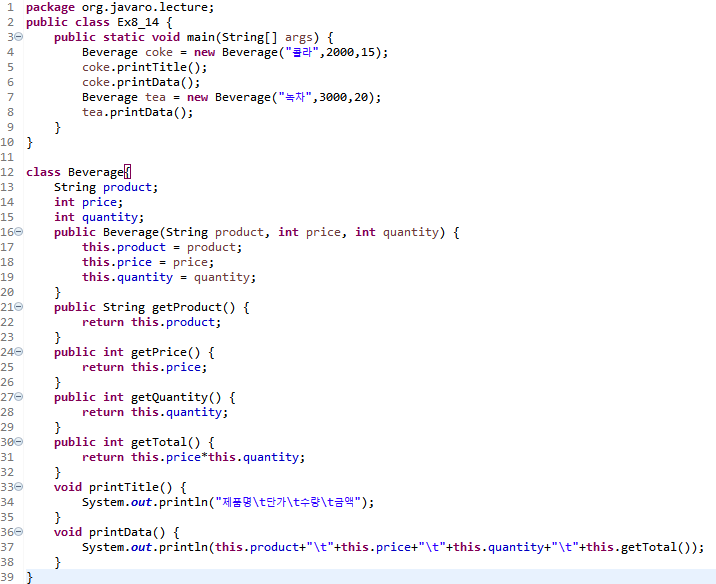 1 package org.javaro.lecture;
2 public class Ex8_14 {
3 public static void main(String[] args) {
4 Beverage coke = new Beverage("콜라",2000,15);
5 coke.printTitle();
6 coke.printData();
7 Beverage tea = new Beverage("녹차",3000,20);
8 tea.printData();
9 }
10 }
11
12 class Beverage{
13 String product;
14 int price;
15 int quantity;
16 public Beverage(String product, int price, int quantity) {
17 this.product = product;
18 this.price = price;
19 this.quantity = quantity;
20 }
21 public String getProduct() {
22 return this.product;
23 }
24 public int getPrice() {
25 return this.price;
26 }
27 public int getQuantity() {
28 return this.quantity;
29 }
30 public int getTotal() {
31 return this.price*this.quantity;
32 }
33 void printTitle() {
34 System.out.println("제품명\t단가\t수량\t금액");
35 }
36 void printData() {
37 System.out.println(this.product+"\t"+this.price+"\t"+this.quantity+"\t"+this.getTotal());
38 }
39 }